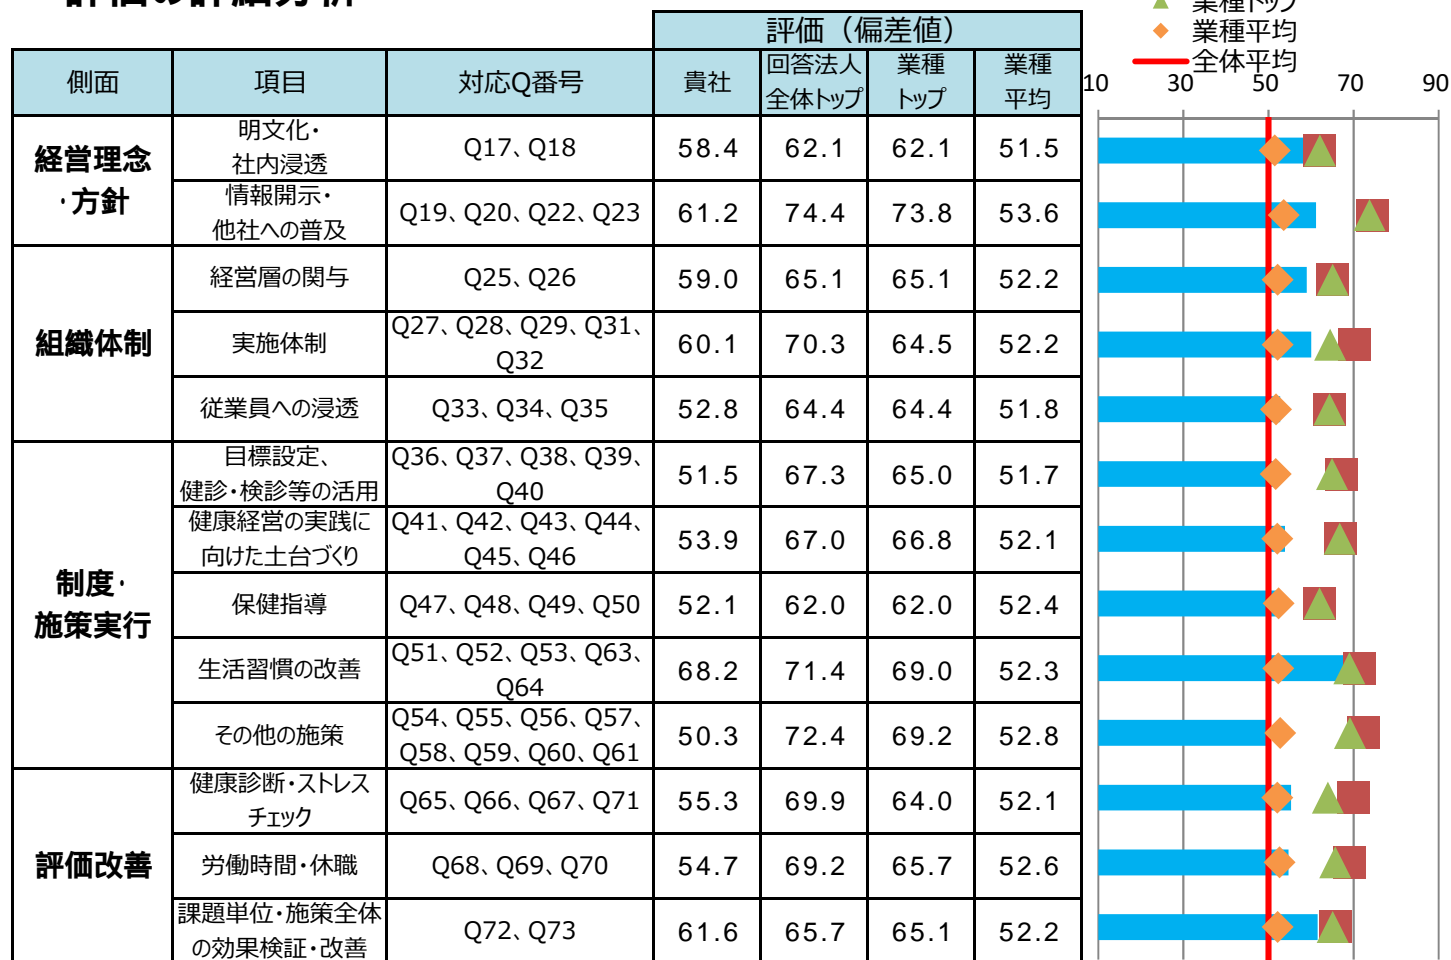 評価の詳細分析
業種トップ
業種平均
全体平均
評価（偏差値）
側面 項目 対応Q番号 貴社 回答法人全体トップ 業種トップ 業種平均
10 30 50 70 90
経営理念・方針
明文化・社内浸透 Q17、Q18 58.4 62.1 62.1 51.5
情報開示・他社への普及 Q19、Q20、Q22、Q23 61.2 74.4 73.8 53.6
組織体制
経営層の関与 Q25、Q26 59.0 65.1 65.1 52.2
実施体制 Q27、Q28、Q29、Q31、Q32 60.1 70.3 64.5 52.2
従業員への浸透 Q33、Q34、Q35 52.8 64.4 64.4 51.8
制度・施策実行
目標設定、健診・検診等の活用 Q36、Q37、Q38、Q39、Q40 51.5 67.3 65.0 51.7
健康経営の実践に向けた土台づくり Q41、Q42、Q43、Q44、Q45、Q46 53.9 67.0 66.8 52.1
保健指導 Q47、Q48、Q49、Q50 52.1 62.0 62.0 52.4
生活習慣の改善 Q51、Q52、Q53、Q63、Q64 68.2 71.4 69.0 52.3
その他の施策 Q54、Q55、Q56、Q57、Q58、Q59、Q60、Q61 50.3 72.4 69.2 52.8
評価改善
健康診断・ストレスチェック Q65、Q66、Q67、Q71 55.3 69.9 64.0 52.1
労働時間・休職 Q68、Q69、Q70 54.7 69.2 65.7 52.6
課題単位・施策全体の効果検証・改善 Q72、Q73 61.6 65.7 65.1 52.2